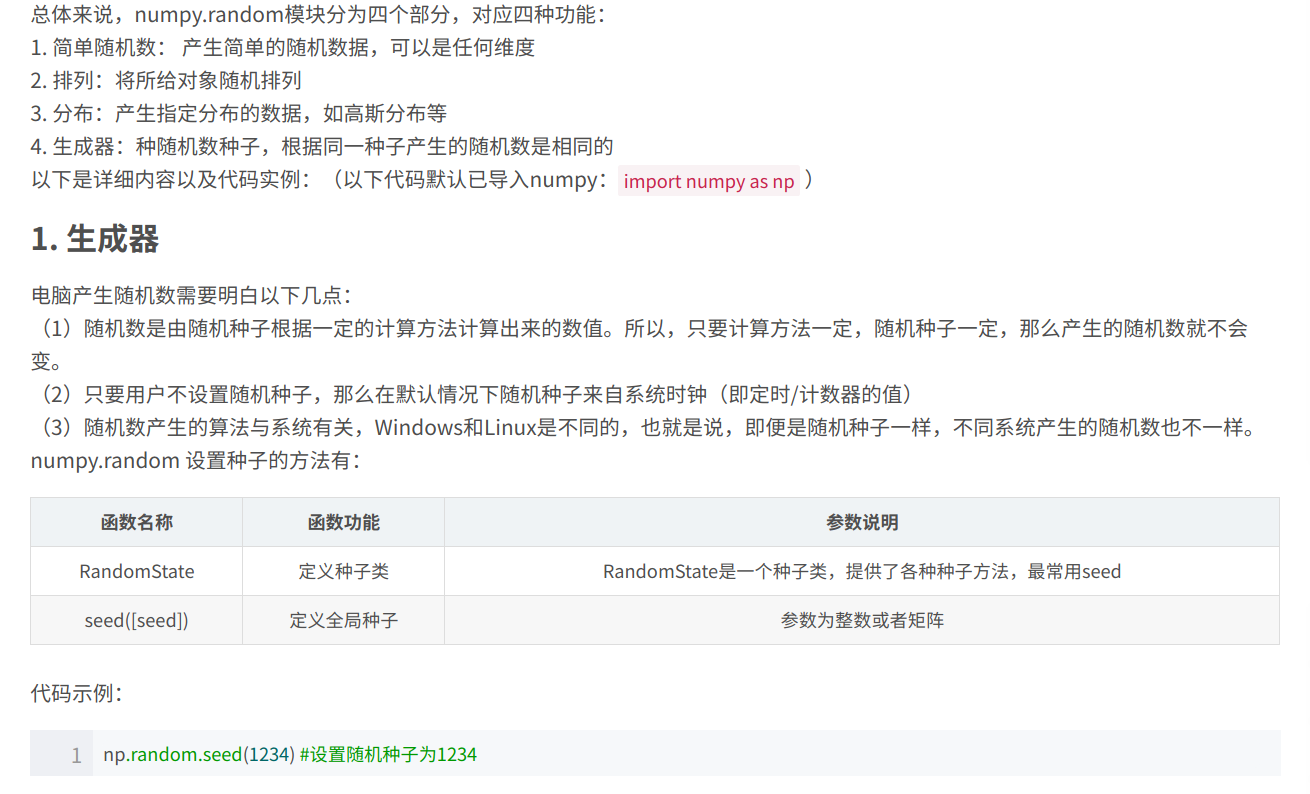 总体来说，numpy.random模块分为四个部分，对应四种功能：
1. 简单随机数： 产生简单的随机数据，可以是任何维度
2. 排列：将所给对象随机排列
3. 分布：产生指定分布的数据，如高斯分布等
4. 生成器：种随机数种子，根据同一种子产生的随机数是相同的
以下是详细内容以及代码实例：（以下代码默认已导入numpy：import numpy as np ）
1. 生成器
电脑产生随机数需要明白以下几点：
（1）随机数是由随机种子根据一定的计算方法计算出来的数值。所以，只要计算方法一定，随机种子一定，那么产生的随机数就不会
变。
（2）只要用户不设置随机种子，那么在默认情况下随机种子来自系统时钟（即定时/计数器的值）
（3）随机数产生的算法与系统有关，Windows和Linux是不同的，也就是说，即便是随机种子一样，不同系统产生的随机数也不一样。
numpy.random 设置种子的方法有：
函数名称 函数功能 参数说明
RandomState 定义种子类 RandomState是一个种子类，提供了各种种子方法，最常用seed
seed([seed]) 定义全局种子 参数为整数或者矩阵
代码示例：
1 np.random.seed(1234) #设置随机种子为1234